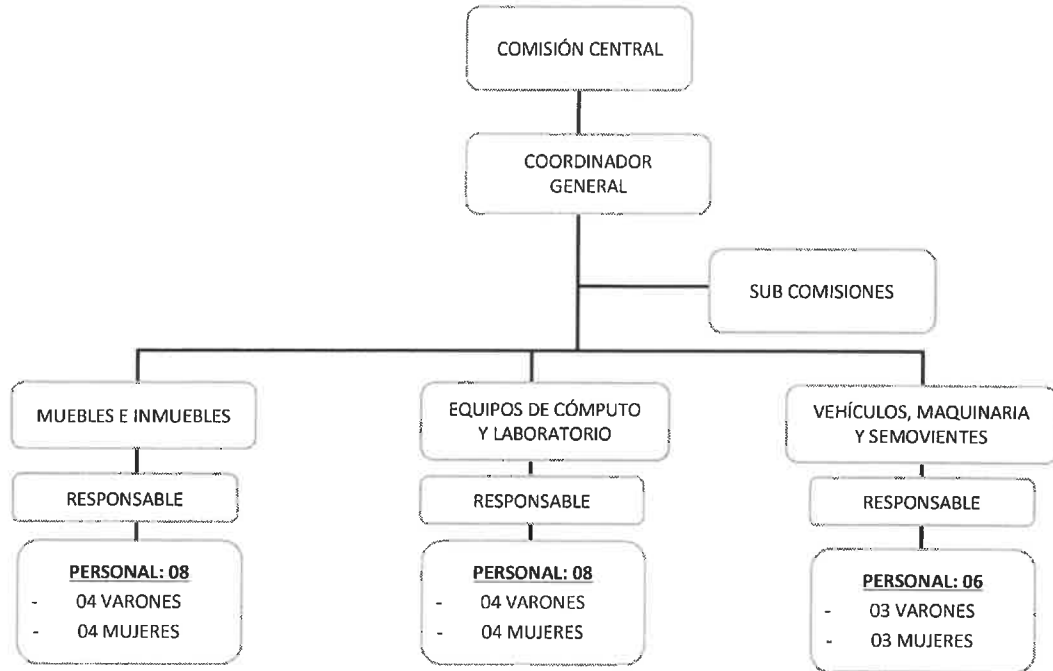 COMISIÓN CENTRAL
COORDINADOR
GENERAL
SUB COMISIONES
MUEBLES E INMUEBLES
RESPONSABLE
PERSONAL: 08
- 04 VARONES
- 04 MUJERES
EQUIPOS DE CÓMPUTO
Y LABORATORIO
RESPONSABLE
PERSONAL: 08
- 04 VARONES
- 04 MUJERES
VEHÍCULOS, MAQUINARIA
Y SEMOVIENTES
RESPONSABLE
PERSONAL: 06
- 03 VARONES
- 03 MUJERES